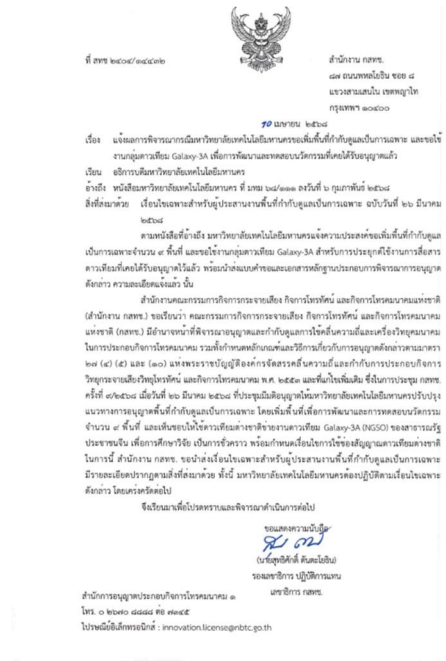 ที่ สทช ๒๔๐๔/๑๔๔๓๒
สำนักงาน กสทช.
๘๗ ถนนพหลโยธิน ซอย ๘
แขวงสามเสนใน เขตพญาไท
กรุงเทพฯ ๑๐๔๐๐
๑๐ เมษายน ๒๕๖๘
เรื่อง แจ้งผลการพิจารณากรณีมหาวิทยาลัยเทคโนโลยีมหานครขอเพิ่มพื้นที่กำกับดูแลเป็นการเฉพาะ และขอใช้
งานกลุ่มดาวเทียม Galaxy-3A เพื่อการพัฒนาและทดสอบนวัตกรรมที่เคยได้รับอนุญาตแล้ว
เรียน อธิการบดีมหาวิทยาลัยเทคโนโลยีมหานคร
อ้างถึง หนังสือมหาวิทยาลัยเทคโนโลยีมหานคร ที่ มทม ๖๘/๑๑๑ ลงวันที่ ๖ กุมภาพันธ์ ๒๕๖๘
สิ่งที่ส่งมาด้วย เงื่อนไขเฉพาะสำหรับผู้ประสานงานพื้นที่กำกับดูแลเป็นการเฉพาะ ฉบับวันที่ ๒๖ มีนาคม
๒๕๖๘
ตามหนังสือที่อ้างถึง มหาวิทยาลัยเทคโนโลยีมหานครแจ้งความประสงค์ขอเพิ่มพื้นที่กำกับดูแล
เป็นการเฉพาะจำนวน ๙ พื้นที่ และขอใช้งานกลุ่มดาวเทียม Galaxy-3A สำหรับการประยุกต์ใช้งานการสื่อสาร
ดาวเทียมที่เคยได้รับอนุญาตไว้แล้ว พร้อมนำส่งแบบคำขอและเอกสารหลักฐานประกอบการพิจารณาการอนุญาต
ดังกล่าว ความละเอียดแจ้งแล้ว นั้น
สำนักงานคณะกรรมการกิจการกระจายเสียง กิจการโทรทัศน์ และกิจการโทรคมนาคมแห่งชาติ
(สำนักงาน กสทช.) ขอเรียนว่า คณะกรรมการกิจการกระจายเสียง กิจการโทรทัศน์ และกิจการโทรคมนาคม
แห่งชาติ (กสทช.) มีอำนาจหน้าที่พิจารณาอนุญาตและกำกับดูแลการใช้คลื่นความถี่และเครื่องวิทยุคมนาคม
ในการประกอบกิจการโทรคมนาคม รวมทั้งกำหนดหลักเกณฑ์และวิธีการเกี่ยวกับการอนุญาตดังกล่าวตามมาตรา
๒๗ (๔) (๕) และ (๑๐) แห่งพระราชบัญญัติองค์กรจัดสรรคลื่นความถี่และกำกับการประกอบกิจการ
วิทยุกระจายเสียงวิทยุโทรทัศน์ และกิจการโทรคมนาคม พ.ศ. ๒๕๕๓ และที่แก้ไขเพิ่มเติม ซึ่งในการประชุม กสทช.
ครั้งที่ ๙/๒๕๖๘ เมื่อวันที่ ๒๖ มีนาคม ๒๕๖๘ ที่ประชุมมีมติอนุญาตให้มหาวิทยาลัยเทคโนโลยีมหานครปรับปรุง
แนวทางการอนุญาตพื้นที่กำกับดูแลเป็นการเฉพาะ โดยเพิ่มพื้นที่เพื่อการพัฒนาและการทดสอบนวัตกรรม
จำนวน ๙ พื้นที่ และเห็นชอบให้ใช้ดาวเทียมต่างชาติข่ายงานดาวเทียม Galaxy-3A (NGSO) ของสาธารณรัฐ
ประชาชนจีน เพื่อการศึกษาวิจัย เป็นการชั่วคราว พร้อมกำหนดเงื่อนไขการใช้ช่องสัญญาณดาวเทียมต่างชาติ
ในการนี้ สำนักงาน กสทช. ขอนำส่งเงื่อนไขเฉพาะสำหรับผู้ประสานงานพื้นที่กำกับดูแลเป็นการเฉพาะ
มีรายละเอียดปรากฏตามสิ่งที่ส่งมาด้วย ทั้งนี้ มหาวิทยาลัยเทคโนโลยีมหานครต้องปฏิบัติตามเงื่อนไขเฉพาะ
ดังกล่าว โดยเคร่งครัดต่อไป
จึงเรียนมาเพื่อโปรดทราบและพิจารณาดำเนินการต่อไป
ขอแสดงความนับถือ
(นายสุทธิศักดิ์ ตันตะโยธิน)
รองเลขาธิการ ปฏิบัติการแทน
เลขาธิการ กสทช.
สำนักการอนุญาตประกอบกิจการโทรคมนาคม ๑
โทร. ๐ ๒๖๗๐ ๘๘๘๘ ต่อ ๗๑๔๕
ไปรษณีย์อิเล็กทรอนิกส์ : innovation.license@nbtc.go.th